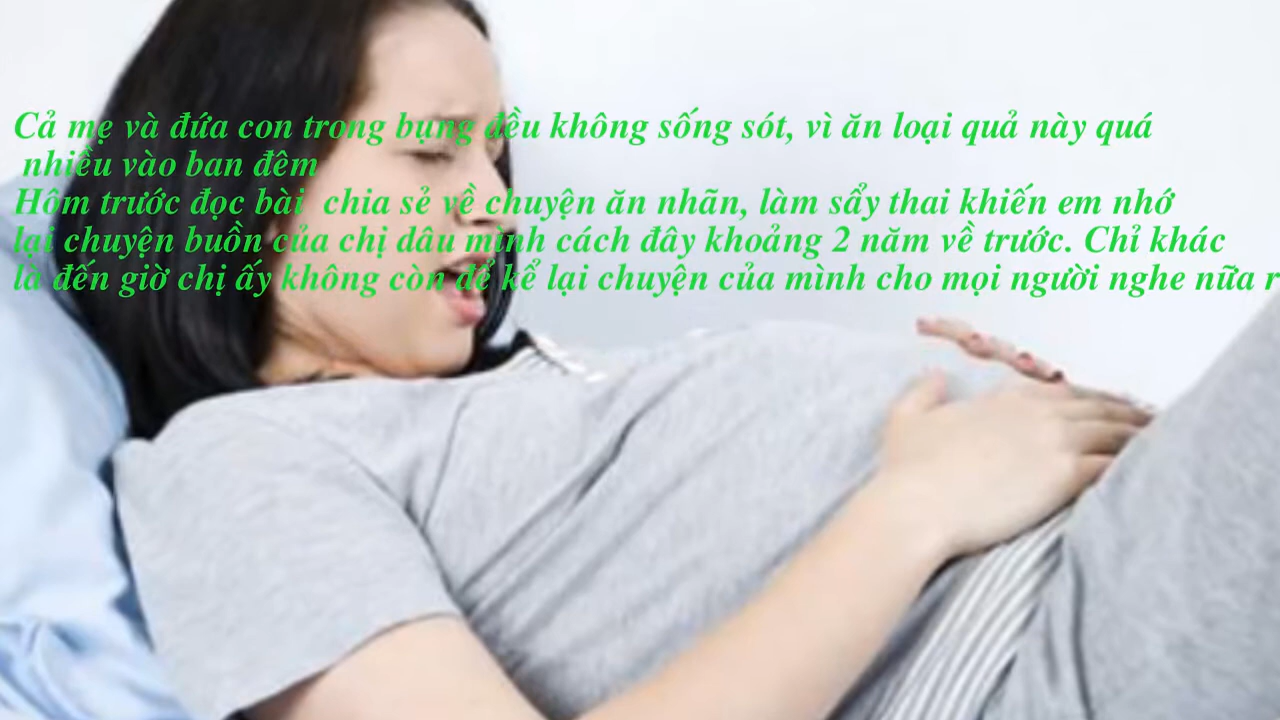 Cả mẹ và đứa con trong bụng đều không sống sót, vì ăn loại quả này quá
nhiều vào ban đêm
Hôm trước đọc bài chia sẻ về chuyện ăn nhãn, làm sẩy thai khiến em nhớ
lại chuyện buồn của chị dâu mình cách đây khoảng 2 năm về trước. Chỉ khác
là đến giờ chị ấy không còn để kể lại chuyện của mình cho mọi người nghe nữa r